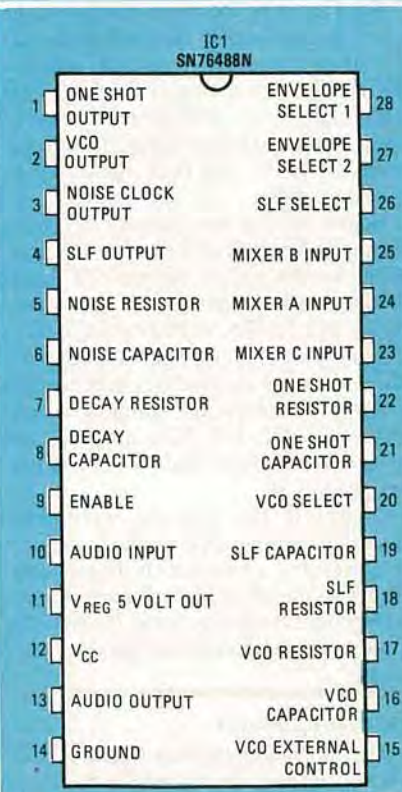 IC1
SN76488N
1 ONE SHOT
OUTPUT
2 VCO
OUTPUT
3 NOISE CLOCK
OUTPUT
4 SLF OUTPUT
5 NOISE RESISTOR
6 NOISE CAPACITOR
7 DECAY RESISTOR
8 DECAY
CAPACITOR
9 ENABLE
10 AUDIO INPUT
11 VREG 5 VOLT OUT
12 VCC
13 AUDIO OUTPUT
14 GROUND
ENVELOPE
SELECT 1 28
ENVELOPE
SELECT 2 27
SLF SELECT 26
MIXER B INPUT 25
MIXER A INPUT 24
MIXER C INPUT 23
ONE SHOT
RESISTOR 22
ONE SHOT
CAPACITOR 21
VCO SELECT 20
SLF CAPACITOR 19
SLF
RESISTOR 18
VCO RESISTOR 17
VCO
CAPACITOR 16
VCO EXTERNAL
CONTROL 15